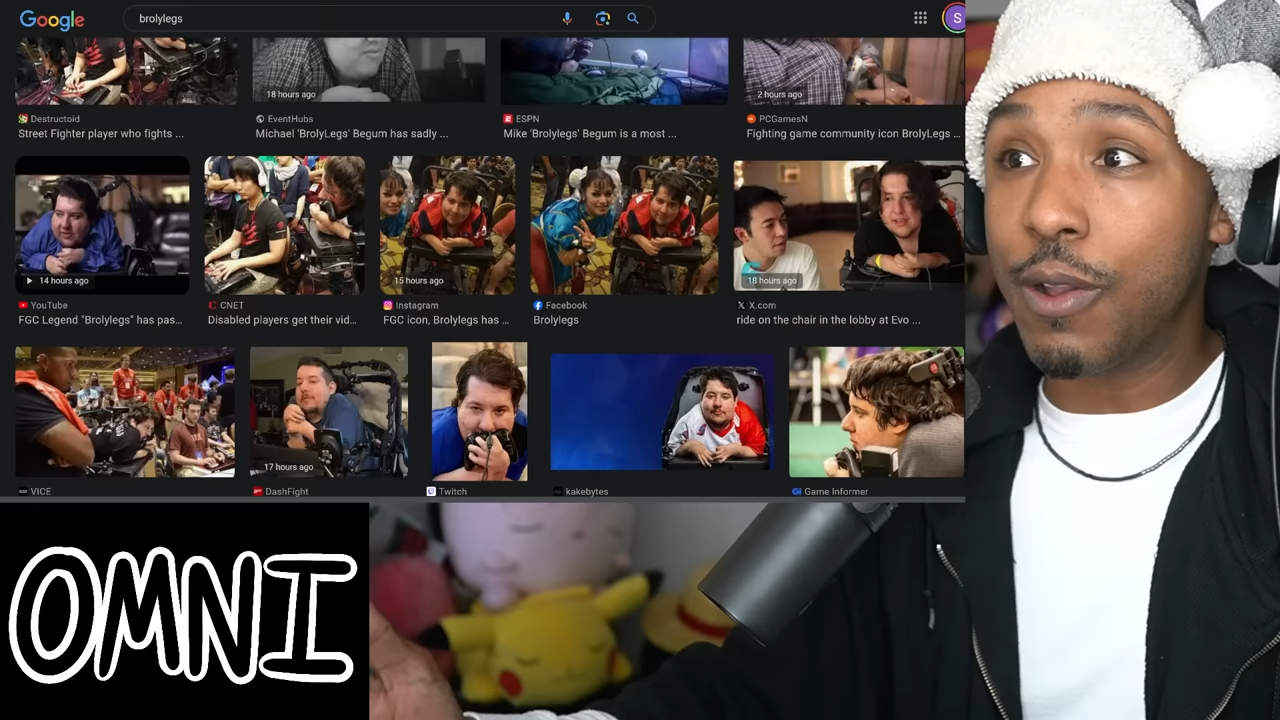 Google
brolylegs
S
18 hours ago
2 hours ago
Destructoid
Street Fighter player who fights ...
EventHubs
Michael 'BrolyLegs' Begum has sadly ...
ESPN
Mike 'Brolylegs' Begum is a most ...
PCGamesN
Fighting game community icon BrolyLegs ...
14 hours ago
15 hours ago
18 hours ago
YouTube
FGC Legend "Brolylegs" has pas...
CNET
Disabled players get their vid...
Instagram
FGC icon, Brolylegs has ...
Facebook
Brolylegs
X.com
ride on the chair in the lobby at Evo ...
17 hours ago
VICE
DashFight
Twitch
kakebytes
Game Informer
OMNI